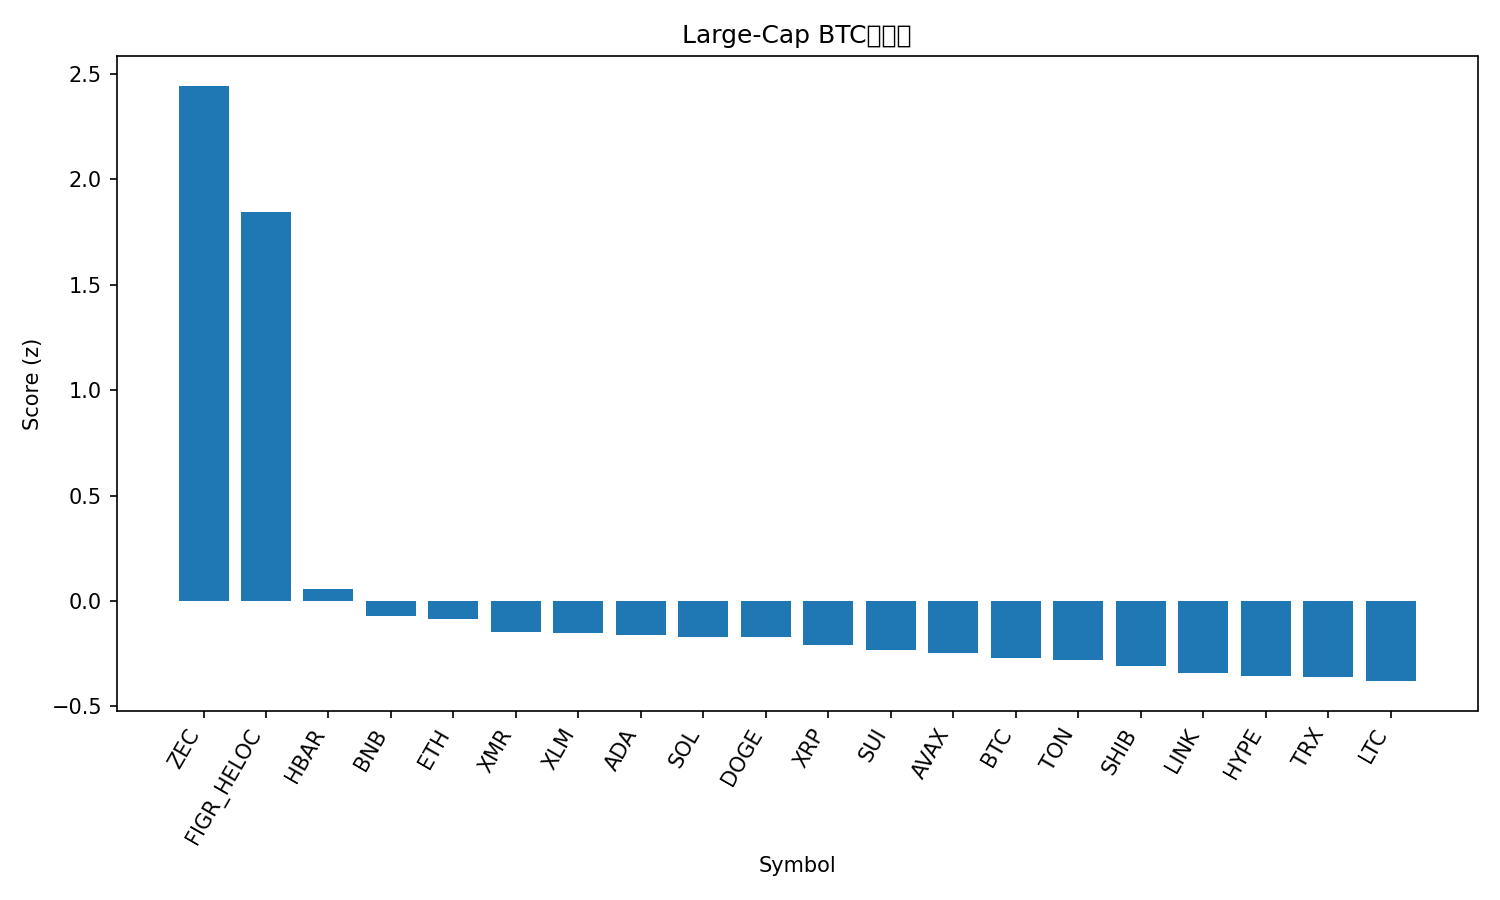 Large-Cap BTC
2.5
2.0
1.5
1.0
0.5
0.0
−0.5
Score (z)
ZEC
FIGR_HELOC
HBAR
BNB
ETH
XMR
XLM
ADA
SOL
DOGE
XRP
SUI
AVAX
BTC
TON
SHIB
LINK
HYPE
TRX
LTC
Symbol